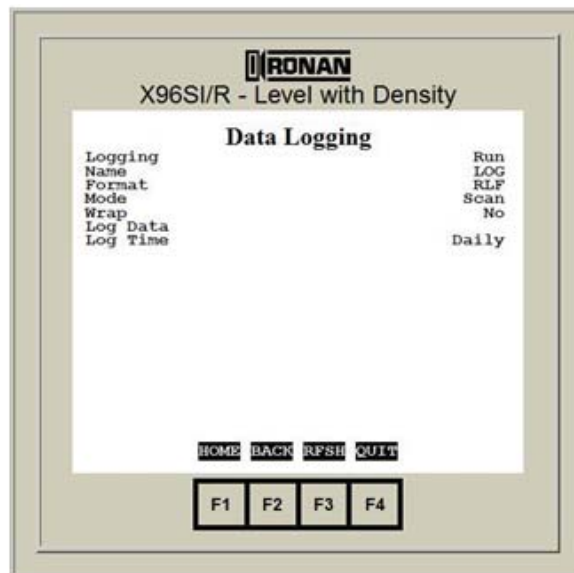 RONAN
X96SI/R - Level with Density
Data Logging
Logging Run
Name LOG
Format RLF
Mode Scan
Wrap No
Log Data
Log Time Daily
HOME BACK RFSH QUIT
F1 F2 F3 F4